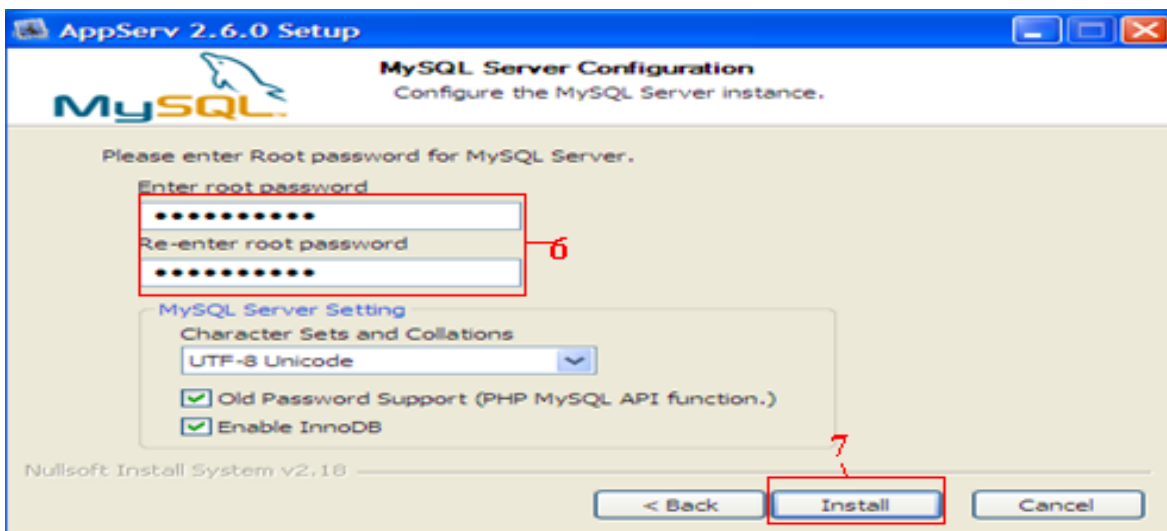 AppServ 2.6.0 Setup
MySQL
MySQL Server Configuration
Configure the MySQL Server instance.
Please enter Root password for MySQL Server.
Enter root password
••••••••••
Re-enter root password
••••••••••
6
MySQL Server Setting
Character Sets and Collations
UTF-8 Unicode
Old Password Support (PHP MySQL API function.)
Enable InnoDB
7
Nullsoft Install System v2.18
< Back Install Cancel